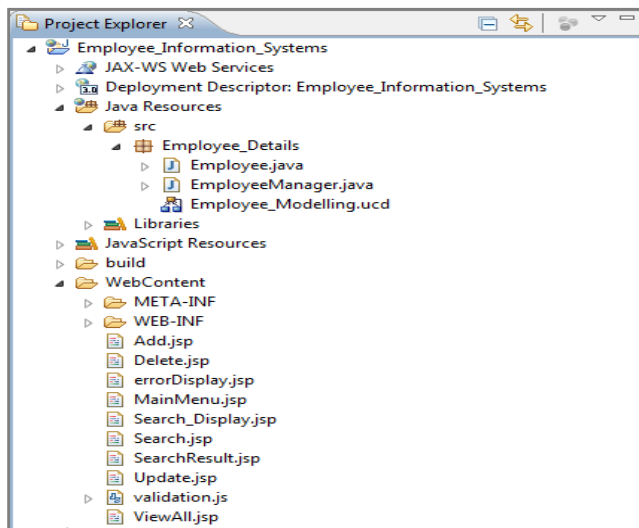 Project Explorer
Employee_Information_Systems
JAX-WS Web Services
3.0 Deployment Descriptor: Employee_Information_Systems
Java Resources
src
Employee_Details
J Employee.java
J EmployeeManager.java
Employee_Modelling.ucd
Libraries
JavaScript Resources
build
WebContent
META-INF
WEB-INF
Add.jsp
Delete.jsp
errorDisplay.jsp
MainMenu.jsp
Search_Display.jsp
Search.jsp
SearchResult.jsp
Update.jsp
validation.js
ViewAll.jsp